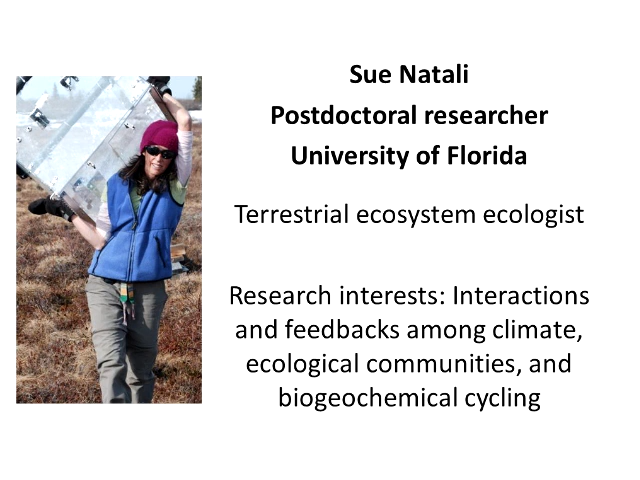 Sue Natali
Postdoctoral researcher
University of Florida
Terrestrial ecosystem ecologist
Research interests: Interactions
and feedbacks among climate,
ecological communities, and
biogeochemical cycling